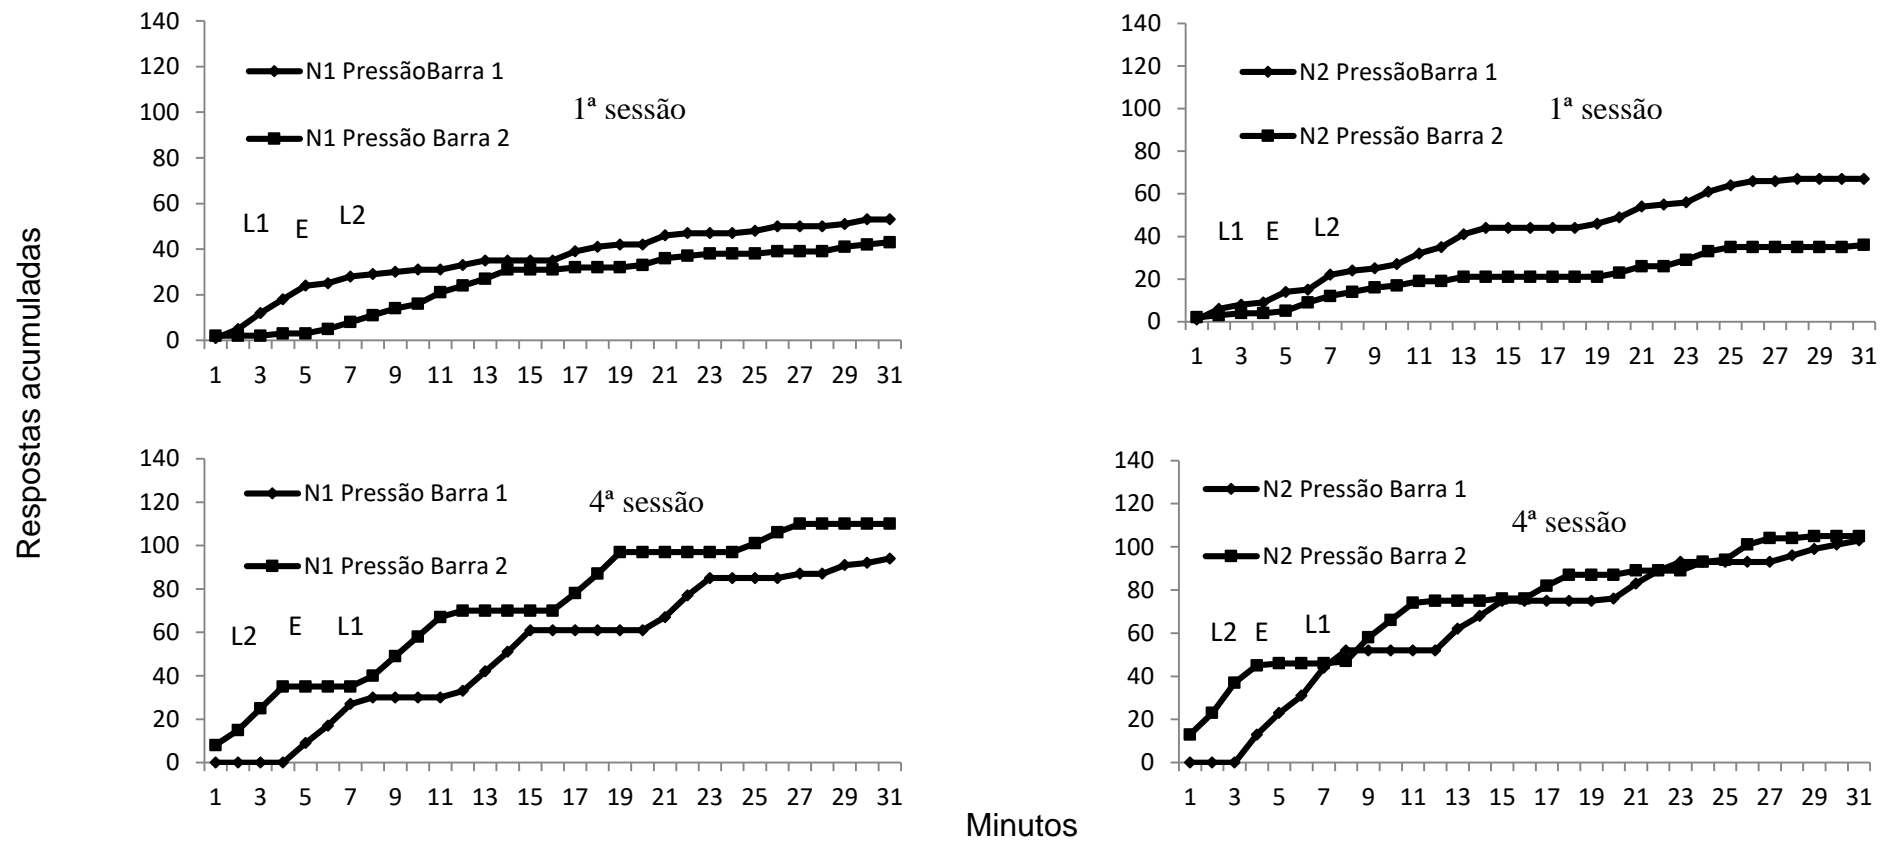 Respostas acumuladas
140
120
100
80
60
40
20
0
N1 PressãoBarra 1
N1 Pressão Barra 2
1ª sessão
L1 E L2
1 3 5 7 9 11 13 15 17 19 21 23 25 27 29 31
140
120
100
80
60
40
20
0
N2 PressãoBarra 1
N2 Pressão Barra 2
1ª sessão
L1 E L2
1 3 5 7 9 11 13 15 17 19 21 23 25 27 29 31
140
120
100
80
60
40
20
0
N1 Pressão Barra 1
N1 Pressão Barra 2
4ª sessão
L2 E L1
1 3 5 7 9 11 13 15 17 19 21 23 25 27 29 31
140
120
100
80
60
40
20
0
N2 Pressão Barra 1
N2 Pressão Barra 2
4ª sessão
L2 E L1
1 3 5 7 9 11 13 15 17 19 21 23 25 27 29 31
Minutos